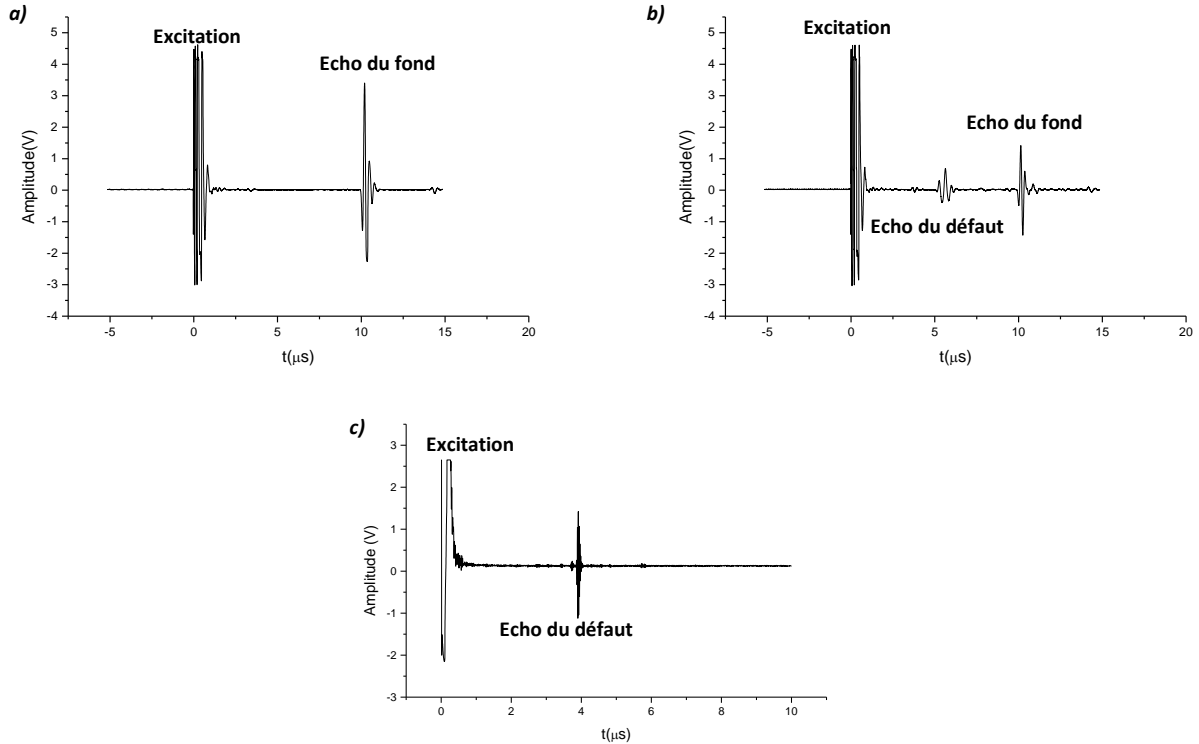 a)
Excitation
Echo du fond
Amplitude(V)
5
4
3
2
1
0
-1
-2
-3
-4
-5
0
5
10
15
20
t(μs)
b)
Excitation
Echo du fond
Echo du défaut
Amplitude(V)
5
4
3
2
1
0
-1
-2
-3
-4
-5
0
5
10
15
20
t(μs)
c)
Excitation
Echo du défaut
Amplitude (V)
3
2
1
0
-1
-2
-3
0
2
4
6
8
10
t(μs)